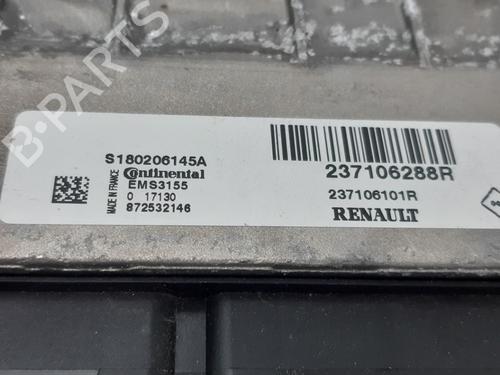 B-PARTS
S180206145A
MADE IN FRANCE
Continental
EMS3155
0 17130
872532146
237106288R
237106101R
RENAULT